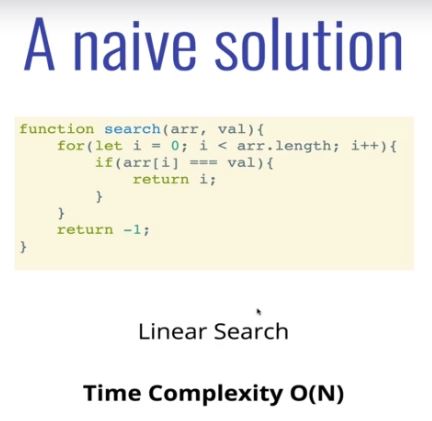 A naive solution
function search(arr, val){
    for(let i = 0; i < arr.length; i++){
        if(arr[i] === val){
            return i;
        }
    }
    return -1;
}
Linear Search
Time Complexity O(N)